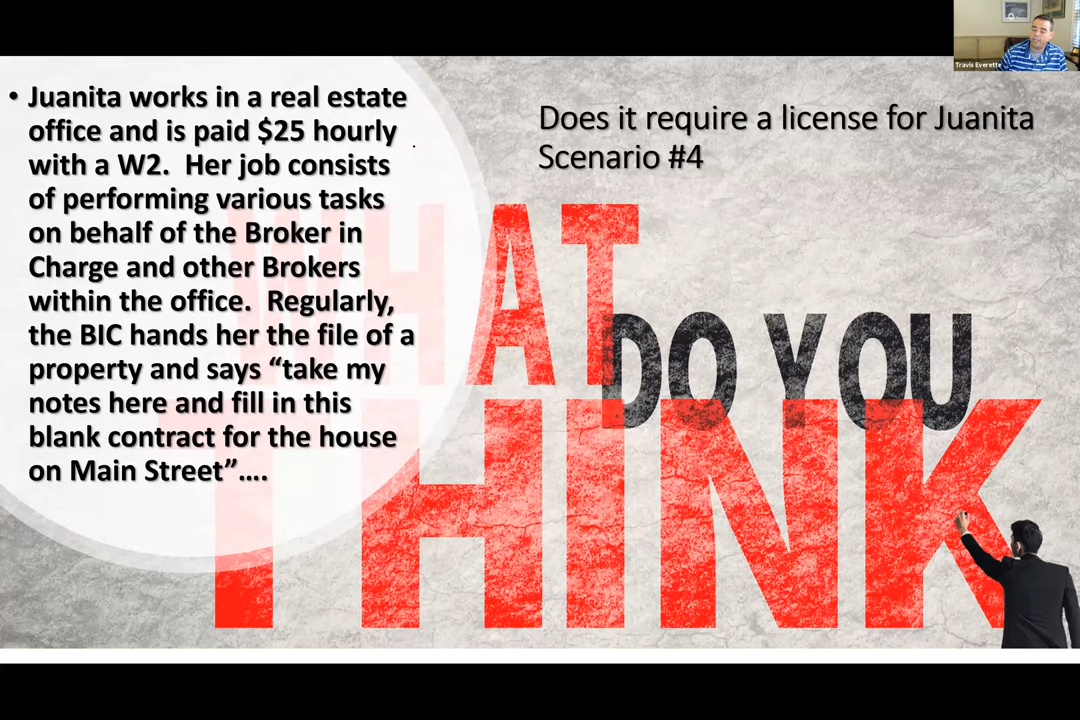 Travis Everette
• Juanita works in a real estate
office and is paid $25 hourly
with a W2.  Her job consists
of performing various tasks
on behalf of the Broker in
Charge and other Brokers
within the office.  Regularly,
the BIC hands her the file of a
property and says “take my
notes here and fill in this
blank contract for the house
on Main Street”….
Does it require a license for Juanita
Scenario #4
WHAT
DO YOU
THINK